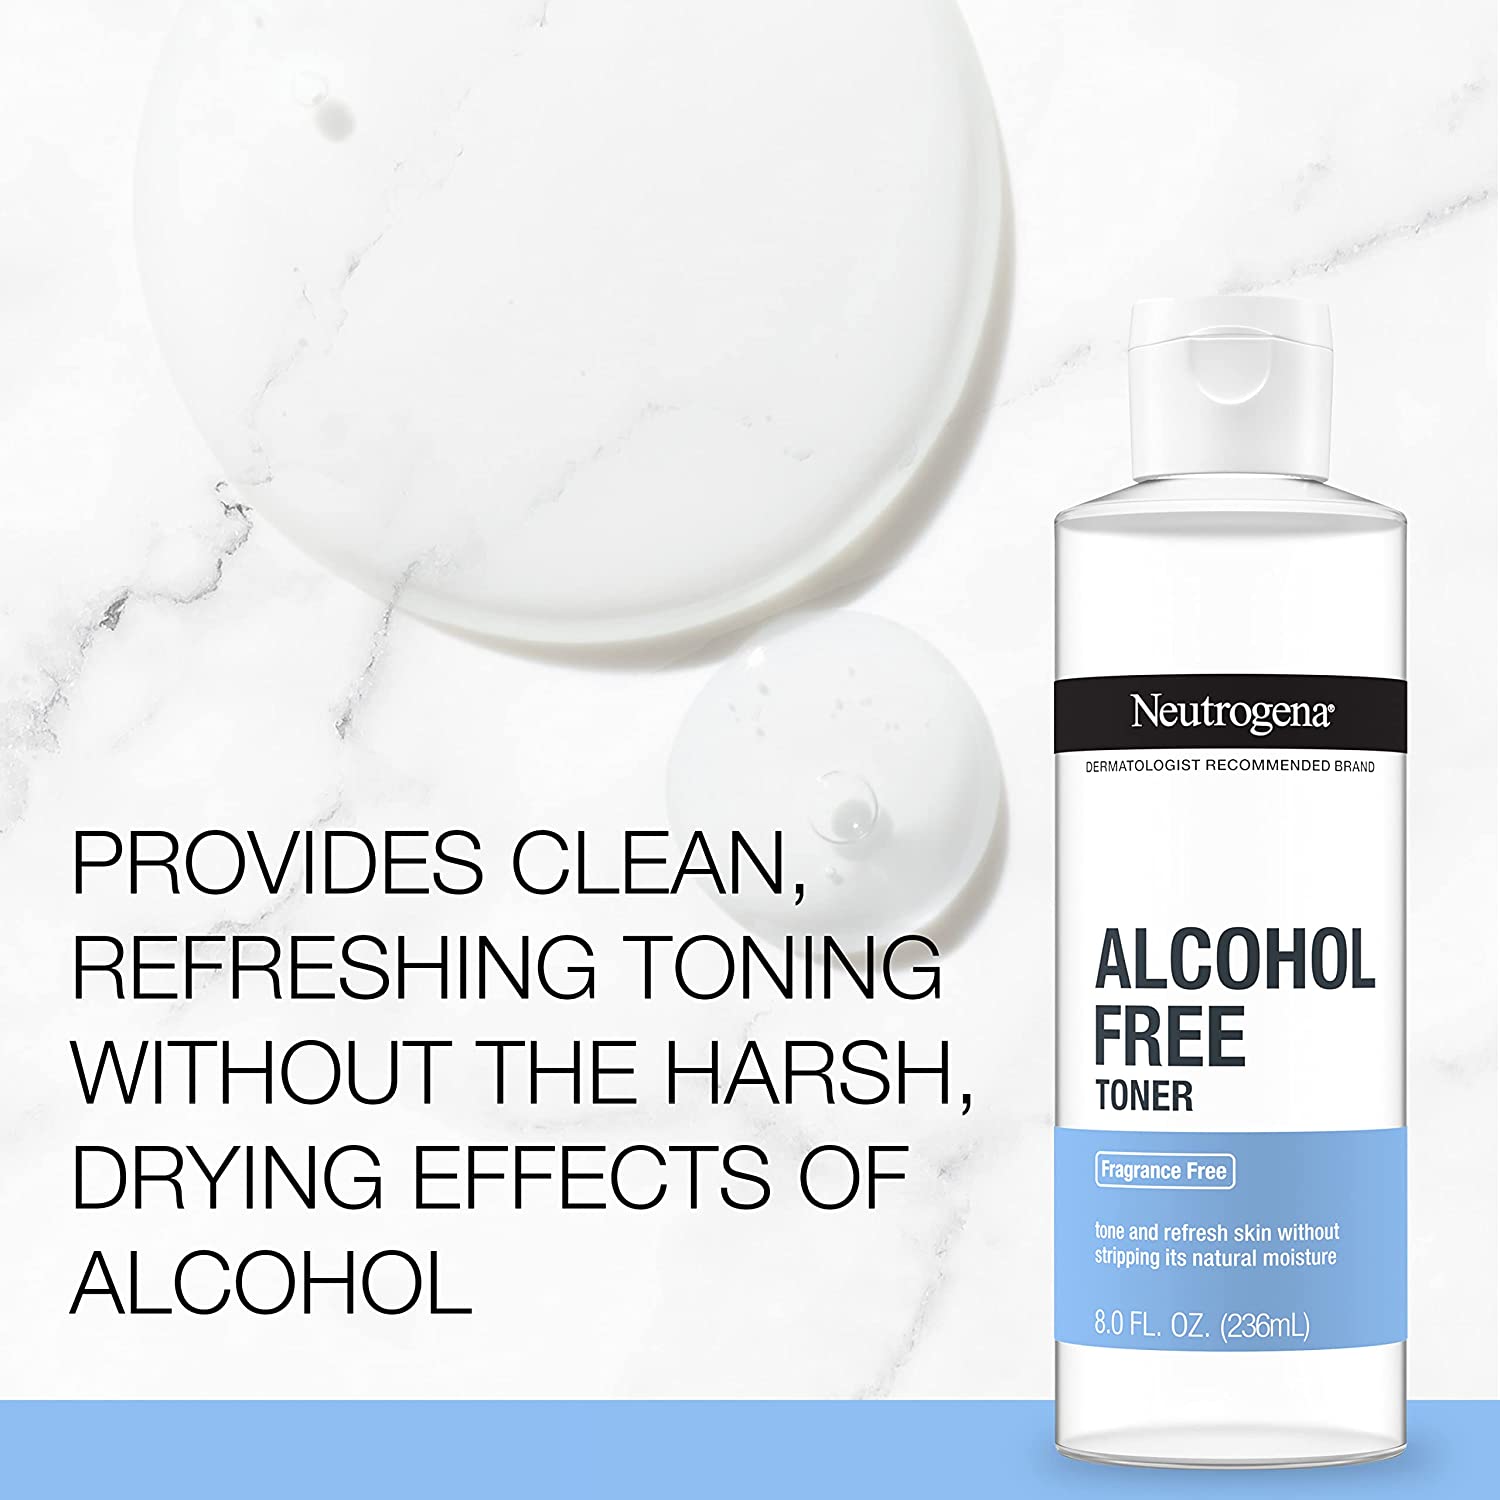 PROVIDES CLEAN,
REFRESHING TONING
WITHOUT THE HARSH,
DRYING EFFECTS OF
ALCOHOL
Neutrogena®
DERMATOLOGIST RECOMMENDED BRAND
ALCOHOL
FREE
TONER
Fragrance Free
tone and refresh skin without
stripping its natural moisture
8.0 FL. OZ. (236mL)